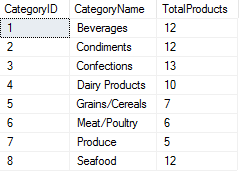 CategoryID CategoryName TotalProducts
1 Beverages 12
2 Condiments 12
3 Confections 13
4 Dairy Products 10
5 Grains/Cereals 7
6 Meat/Poultry 6
7 Produce 5
8 Seafood 12